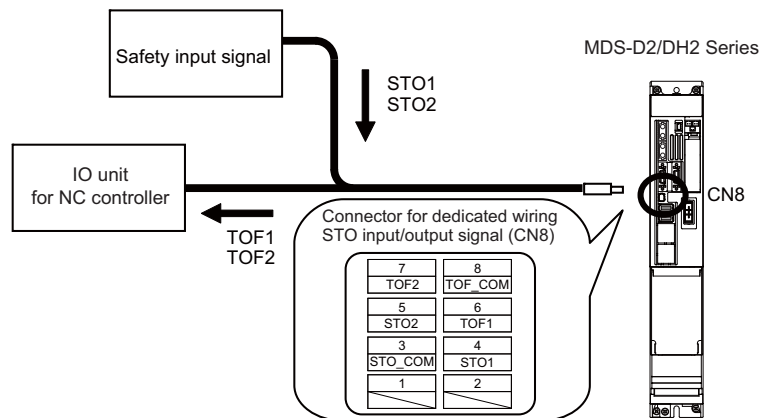 Safety input signal
MDS-D2/DH2 Series
STO1
STO2
IO unit
for NC controller
CN8
TOF1
TOF2
Connector for dedicated wiring
STO input/output signal (CN8)
7 8
TOF2 TOF_COM
5 6
STO2 TOF1
3 4
STO_COM STO1
1 2